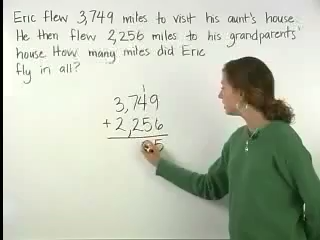 Eric flew 3,749 miles to visit his aunt's house.
He then flew 2,256 miles to his grandparents'
house. How many miles did Eric
fly in all?
1
3,749
+ 2,256
5